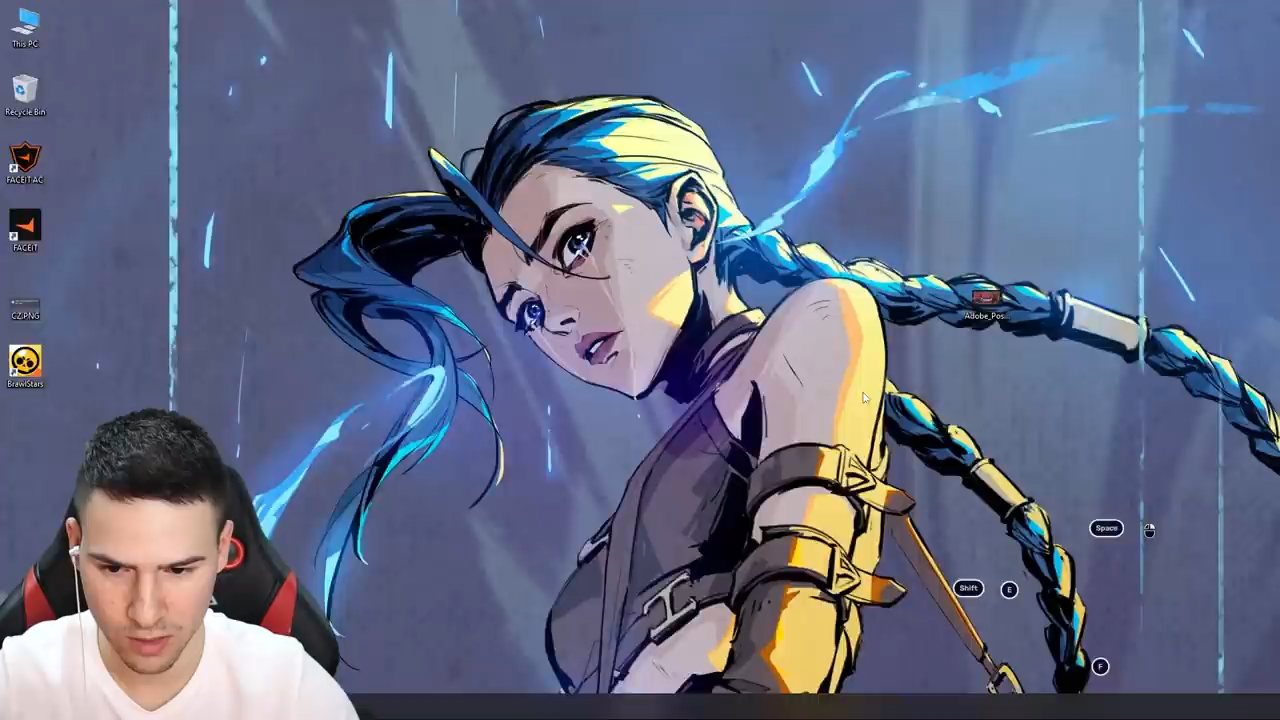 This PC
Recycle Bin
FACEIT AC
FACEIT
CZ.PNG
BrawlStars
Adobe_Pos...
Space
Shift
E
F